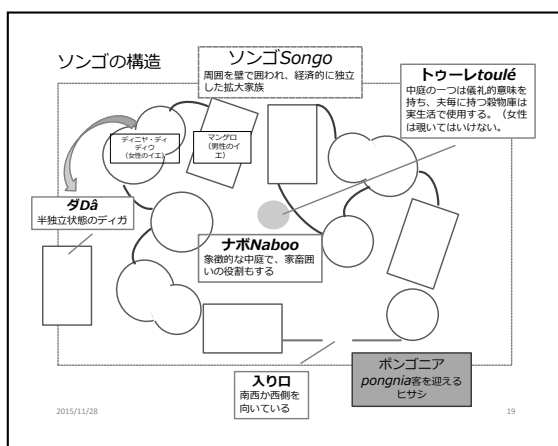 ソンゴの構造
ソンゴSongo
周囲を壁で囲われ、経済的に独立
した拡大家族
トゥーレtoulé
中庭の一つは儀礼的意味を
持ち、夫毎に持つ穀物庫は
実生活で使用する。（女性
は覗いてはいけない。
ディニヤ・ディ
ディウ
（女性のイエ）
マングロ
（男性のイ
エ）
ダDâ
半独立状態のディガ
ナボNaboo
象徴的な中庭で、家畜囲
いの役割もする
入り口
南西か西側を
向いている
ポンゴニア
pongnia客を迎える
ヒサシ
2015/11/28
19